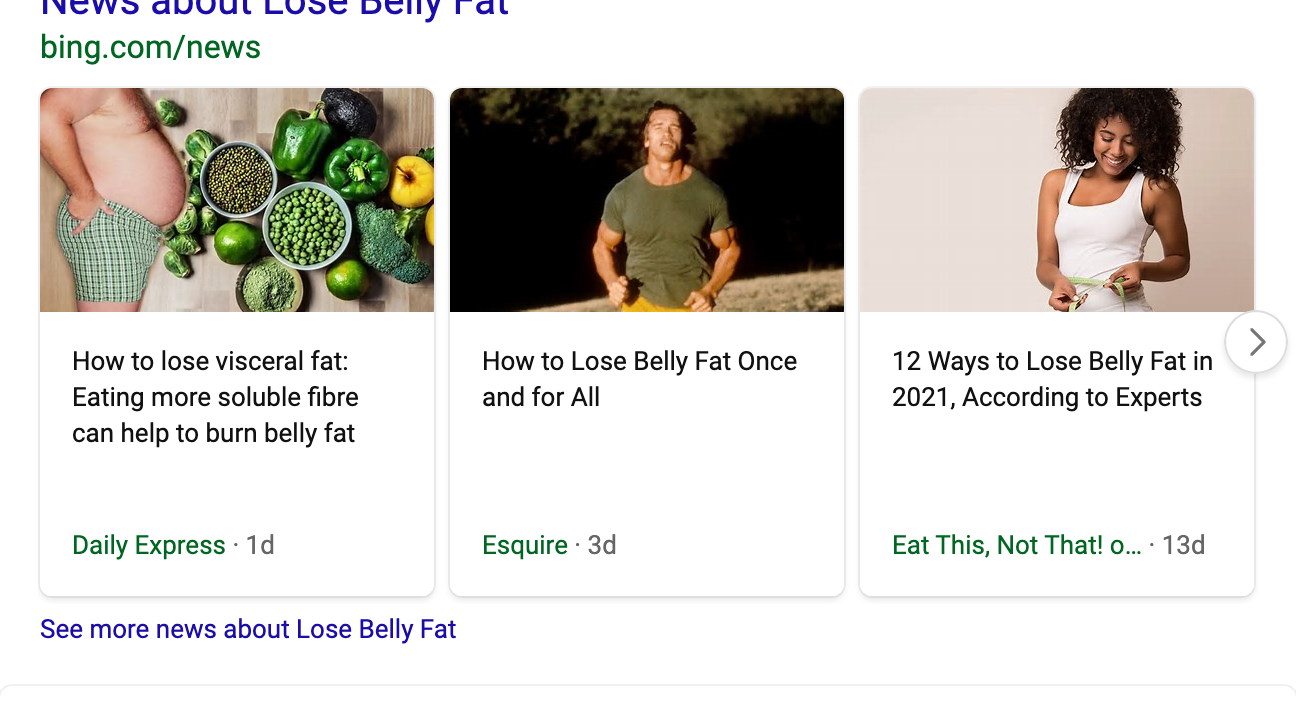 News about Lose Belly Fat
bing.com/news
How to lose visceral fat:
Eating more soluble fibre
can help to burn belly fat
Daily Express · 1d
How to Lose Belly Fat Once
and for All
Esquire · 3d
12 Ways to Lose Belly Fat in
2021, According to Experts
Eat This, Not That! o... · 13d
See more news about Lose Belly Fat